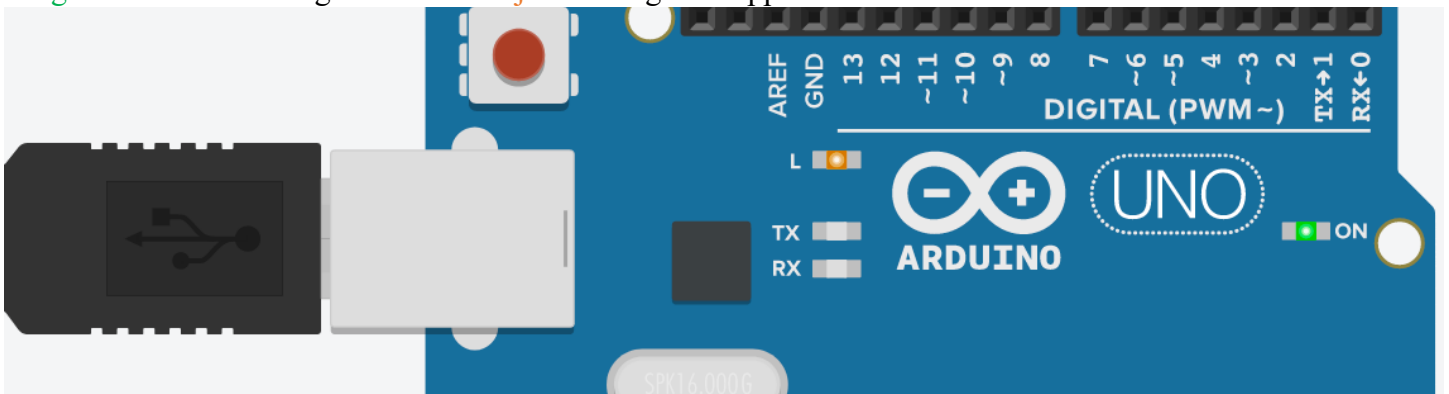 AREF
GND
13
12
~11
~10
~9
8
7
~6
~5
4
~3
2
TX→1
RX←0
DIGITAL (PWM~)
L
TX
RX
ARDUINO
UNO
ON
SPK16.000G